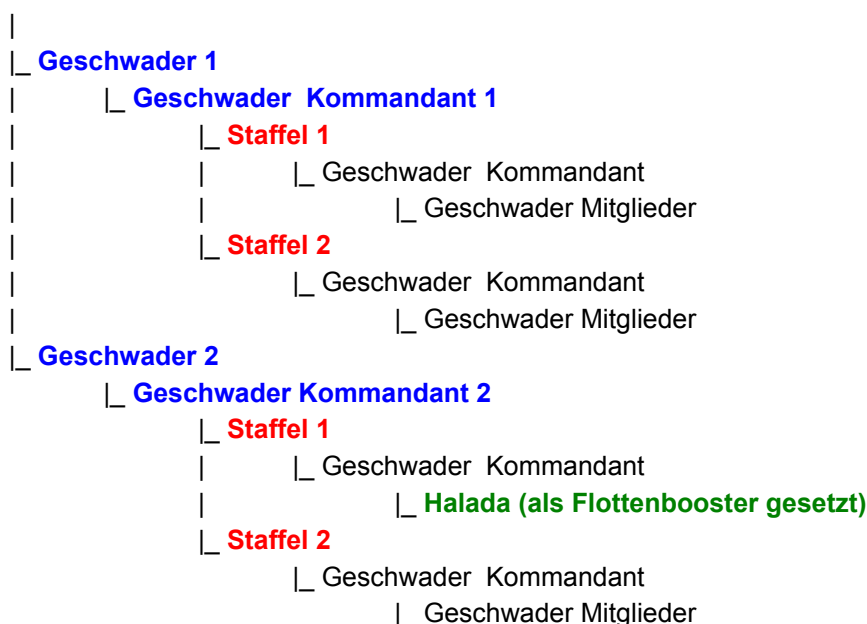 |
|_ Geschwader 1
| |_ Geschwader Kommandant 1
| |_ Staffel 1
| | |_ Geschwader Kommandant
| | |_ Geschwader Mitglieder
| |_ Staffel 2
| |_ Geschwader Kommandant
| |_ Geschwader Mitglieder
|_ Geschwader 2
|_ Geschwader Kommandant 2
|_ Staffel 1
| |_ Geschwader Kommandant
| |_ Halada (als Flottenbooster gesetzt)
|_ Staffel 2
|_ Geschwader Kommandant
| Geschwader Mitglieder